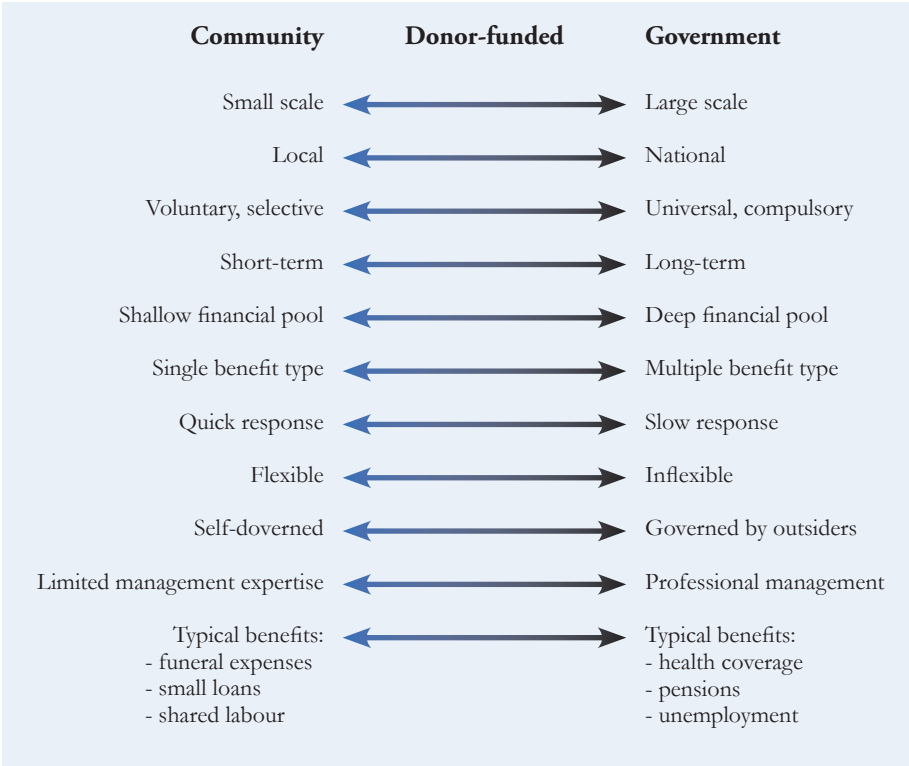 Community Donor-funded Government
Small scale Large scale
Local National
Voluntary, selective Universal, compulsory
Short-term Long-term
Shallow financial pool Deep financial pool
Single benefit type Multiple benefit type
Quick response Slow response
Flexible Inflexible
Self-doverned Governed by outsiders
Limited management expertise Professional management
Typical benefits: Typical benefits:
- funeral expenses - health coverage
- small loans - pensions
- shared labour - unemployment